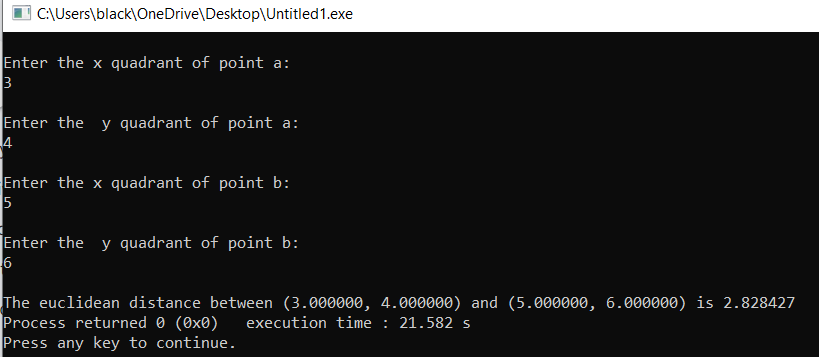 C:\Users\black\OneDrive\Desktop\Untitled1.exe
Enter the x quadrant of point a:
3
Enter the  y quadrant of point a:
4
Enter the x quadrant of point b:
5
Enter the  y quadrant of point b:
6
The euclidean distance between (3.000000, 4.000000) and (5.000000, 6.000000) is 2.828427
Process returned 0 (0x0)   execution time : 21.582 s
Press any key to continue.